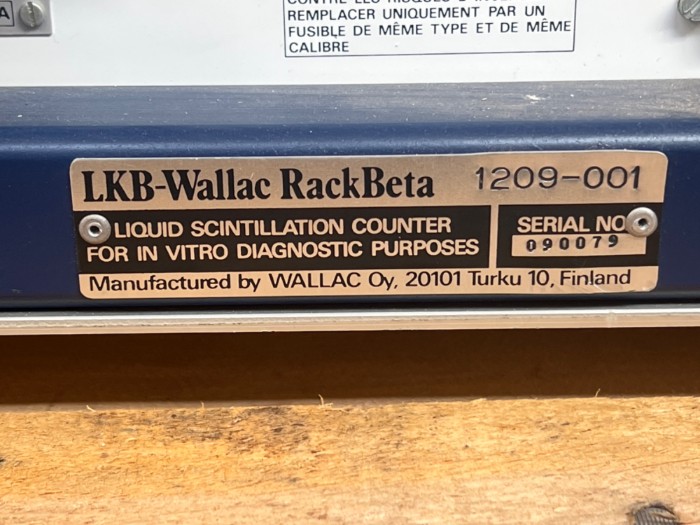 A
REMPLACER UNIQUEMENT PAR UN
FUSIBLE DE MÊME TYPE ET DE MÊME
CALIBRE
LKB-Wallac RackBeta 1209-001
LIQUID SCINTILLATION COUNTER
FOR IN VITRO DIAGNOSTIC PURPOSES
SERIAL NO
090079
Manufactured by WALLAC Oy, 20101 Turku 10, Finland